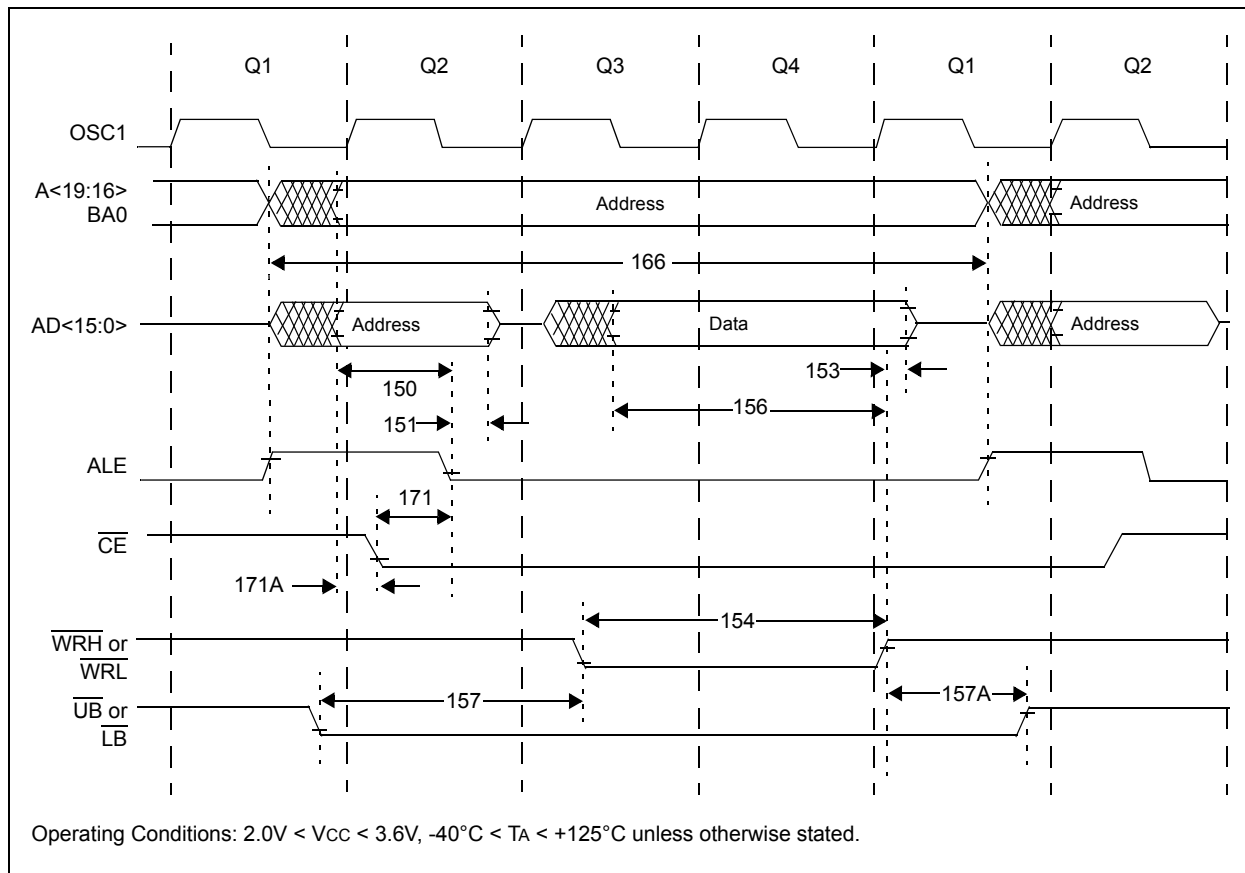 Q1 Q2 Q3 Q4 Q1 Q2
OSC1
A<19:16>
BA0
Address
Address
166
AD<15:0>
Address
Data
Address
150
153
151
156
ALE
171
CE
171A
154
WRH or
WRL
157
157A
UB or
LB
Operating Conditions: 2.0V < VCC < 3.6V, -40°C < TA < +125°C unless otherwise stated.